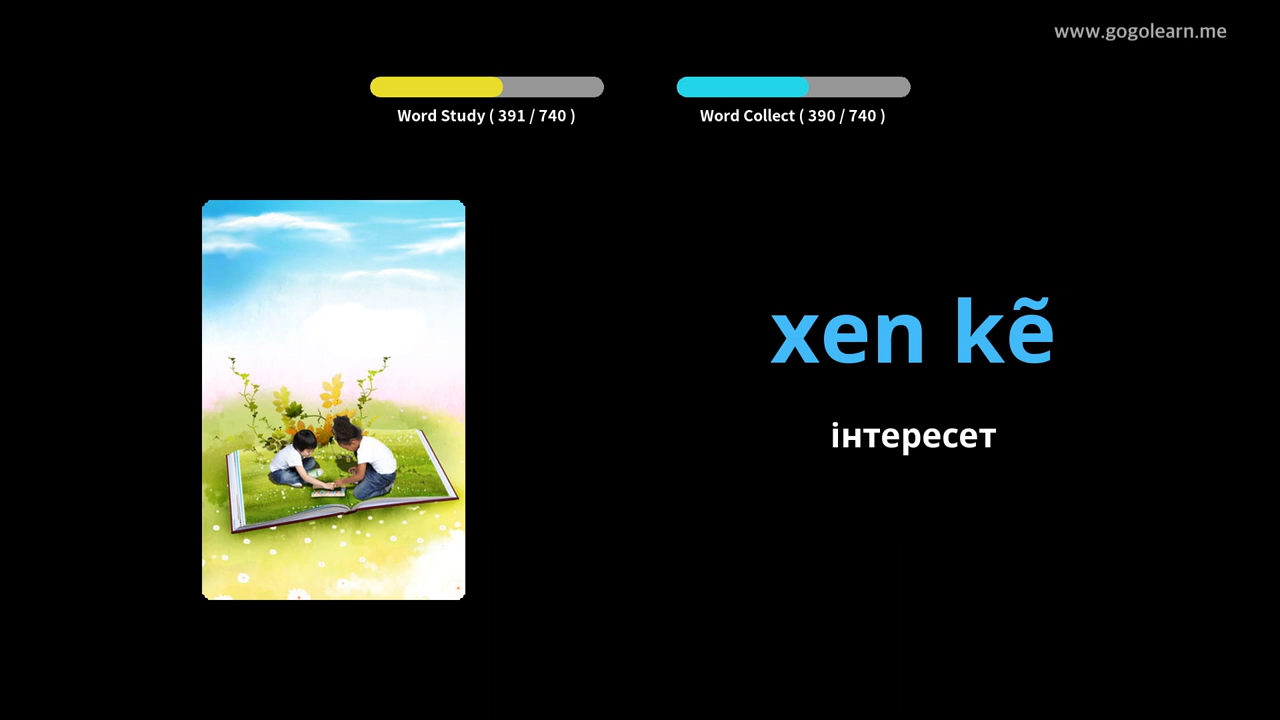 www.gogolearn.me
Word Study ( 391 / 740 )
Word Collect ( 390 / 740 )
xen kẽ
інтересет